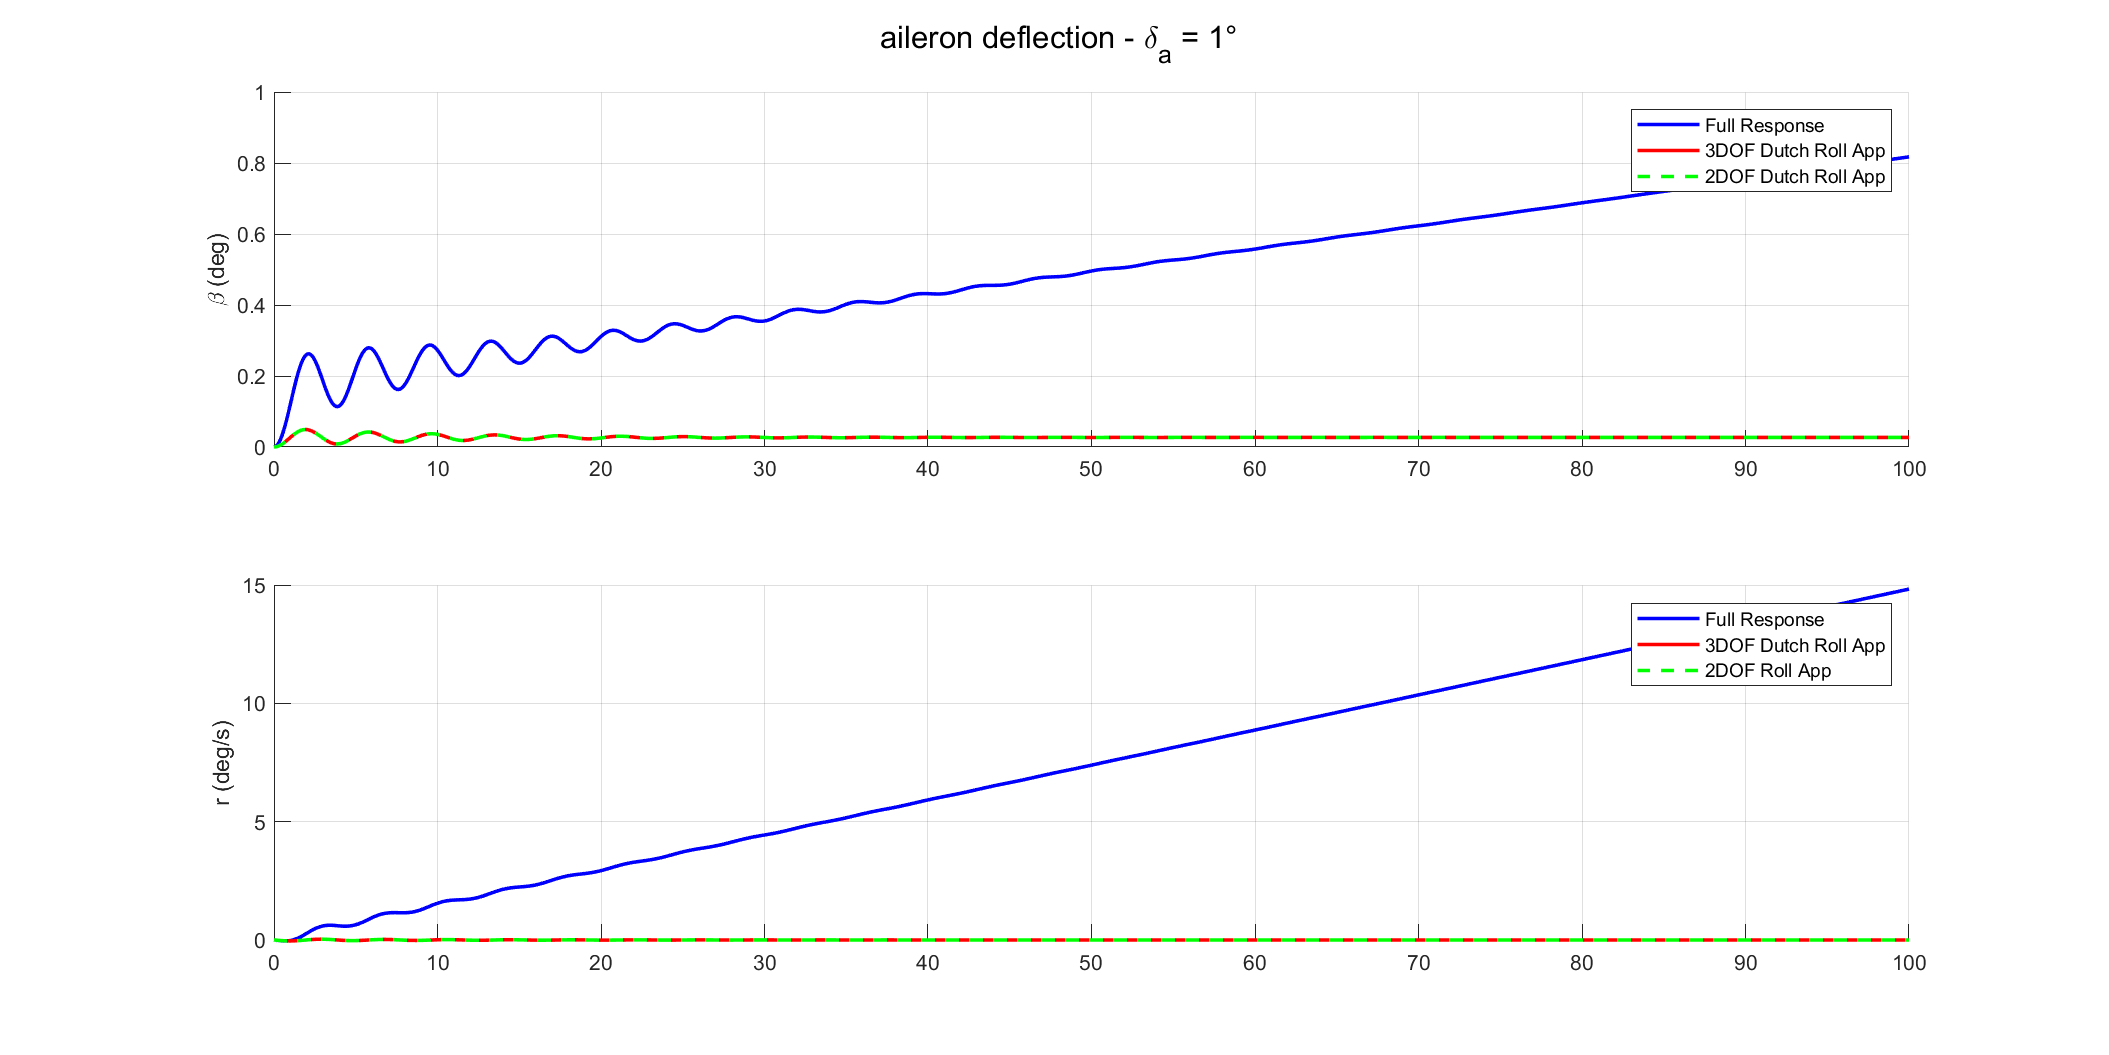 aileron deflection - δₐ = 1°
1
0.8
0.6
0.4
0.2
0
β (deg)
0 10 20 30 40 50 60 70 80 90 100
Full Response
3DOF Dutch Roll App
2DOF Dutch Roll App
15
10
5
0
r (deg/s)
0 10 20 30 40 50 60 70 80 90 100
Full Response
3DOF Dutch Roll App
2DOF Roll App